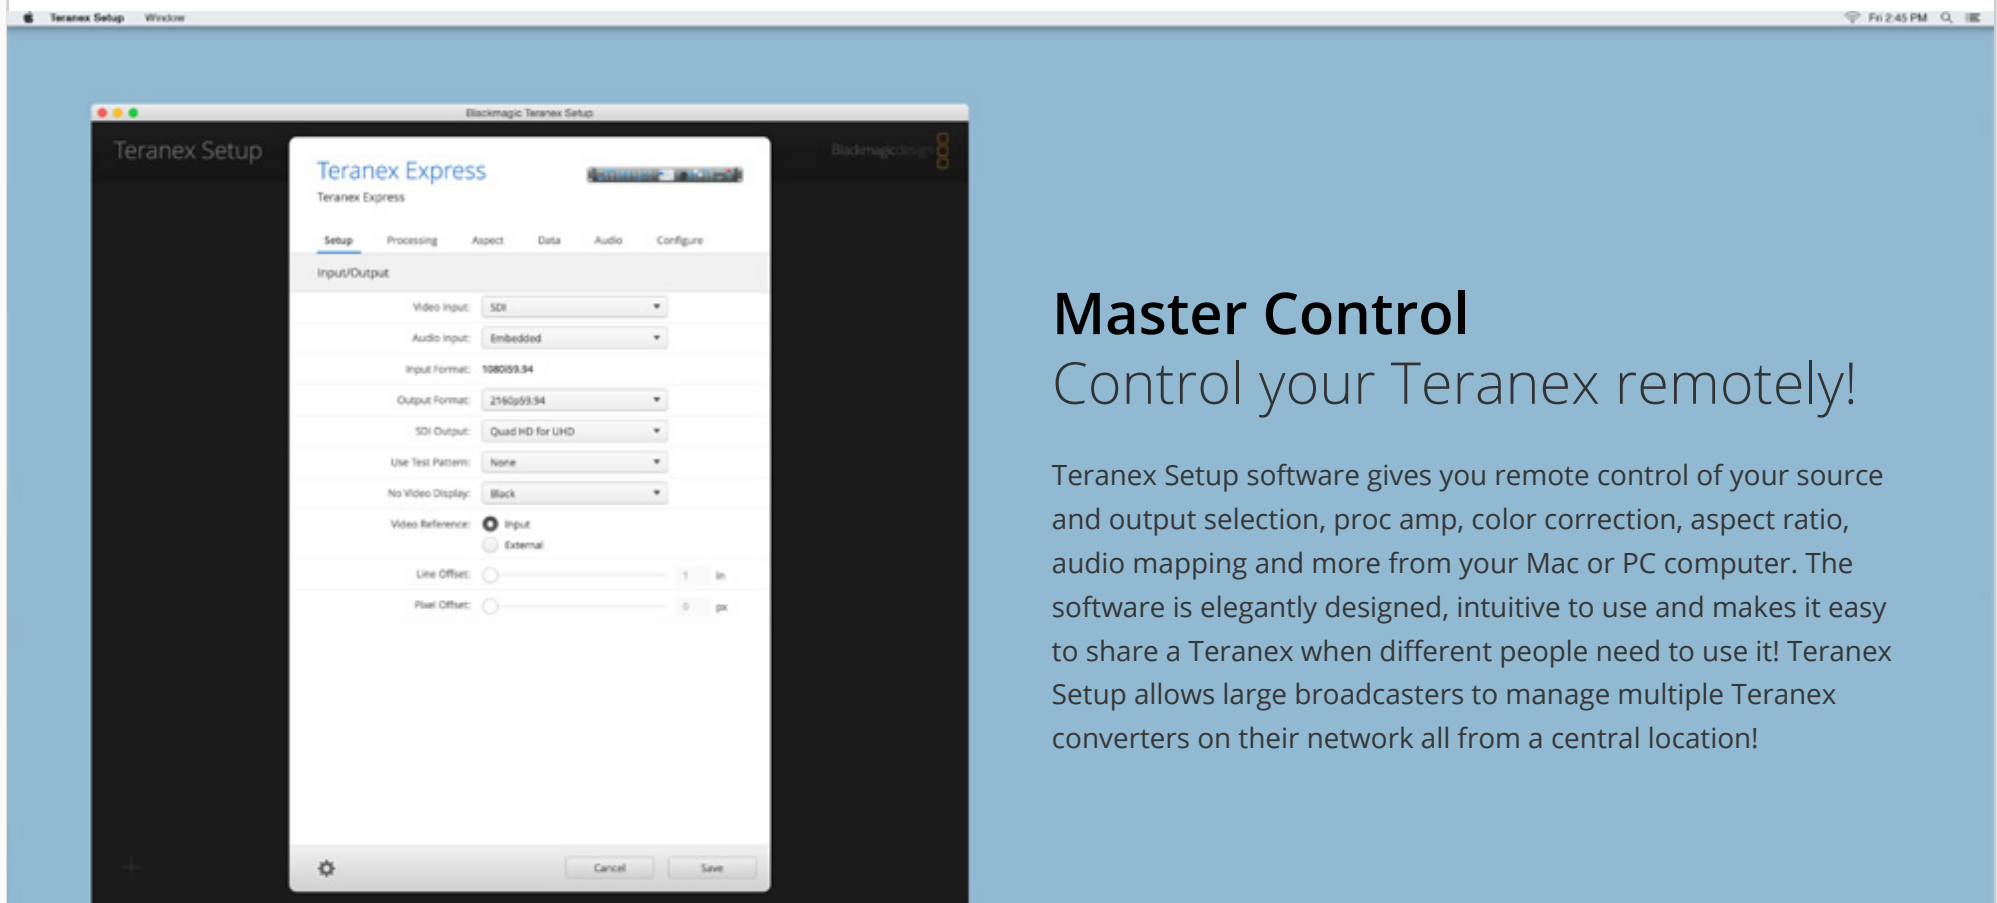 Teranex Setup Window Fri 2:45 PM
Blackmagic Teranex Setup
Teranex Setup
Blackmagicdesign
Teranex Express
Teranex Express
Setup Processing Aspect Data Audio Configure
Input/Output
Video Input: SDI
Audio Input: Embedded
Input Format: 1080i59.94
Output Format: 2160p59.94
SDI Output: Quad HD for UHD
Use Test Pattern: None
No Video Display: Black
Video Reference: Input
External
Line Offset: 1 ln
Pixel Offset: 0 px
Cancel Save
Master Control
Control your Teranex remotely!
Teranex Setup software gives you remote control of your source
and output selection, proc amp, color correction, aspect ratio,
audio mapping and more from your Mac or PC computer. The
software is elegantly designed, intuitive to use and makes it easy
to share a Teranex when different people need to use it! Teranex
Setup allows large broadcasters to manage multiple Teranex
converters on their network all from a central location!